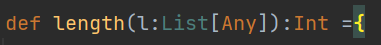 def length(l:List[Any]):Int ={